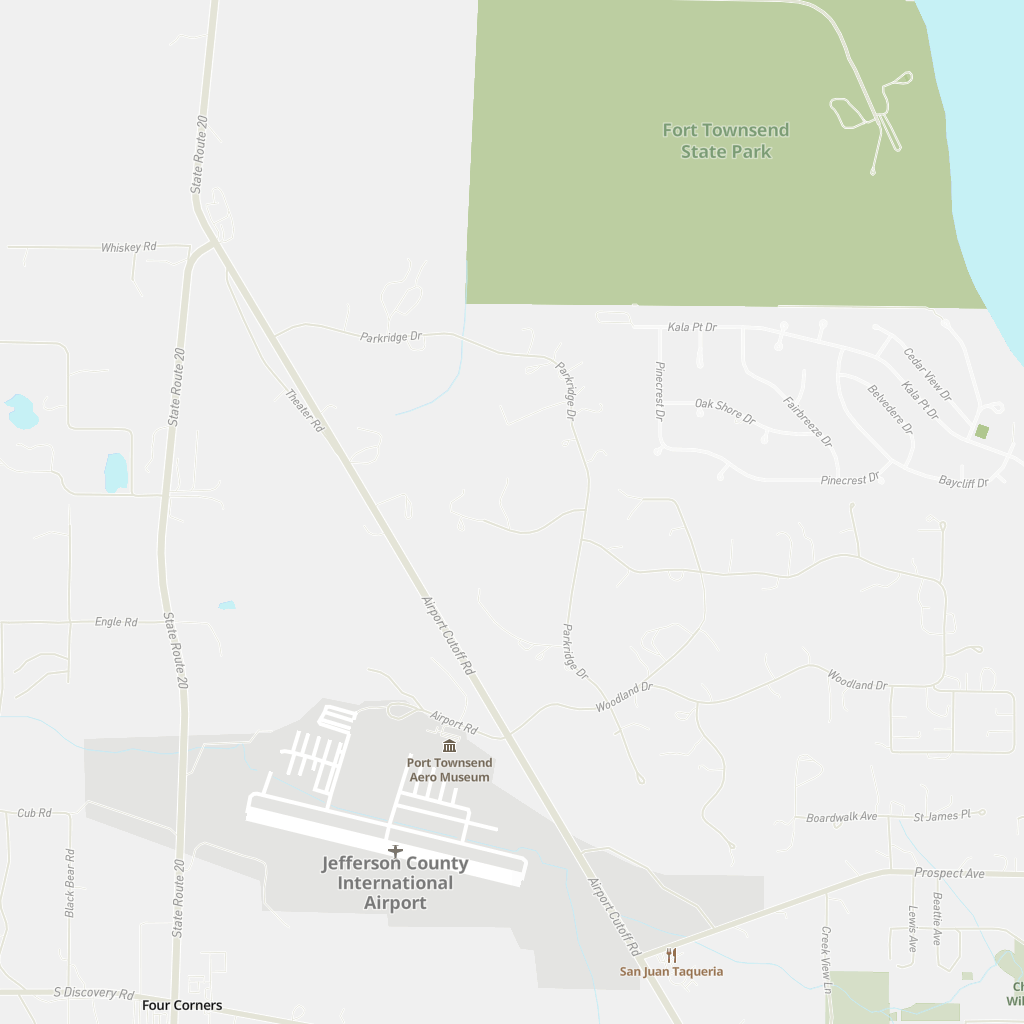 State Route 20
Fort Townsend
State Park
Whiskey Rd
Kala Pt Dr
Parkridge Dr
State Route 20
Theater Rd
Parkridge Dr
Pinecrest Dr
Oak Shore Dr
Fairbreeze Dr
Cedar View Dr
Kala Pt Dr
Belvedere Dr
Pinecrest Dr
Baycliff Dr
Engle Rd
State Route 20
Airport Cutoff Rd
Parkridge Dr
Woodland Dr
Woodland Dr
Airport Rd
Port Townsend
Aero Museum
Cub Rd
Boardwalk Ave
St James Pl
Jefferson County
International
Airport
Prospect Ave
Black Bear Rd
State Route 20
Airport Cutoff Rd
Lewis Ave
Beattie Ave
Creek View Ln
San Juan Taqueria
S Discovery Rd
Four Corners